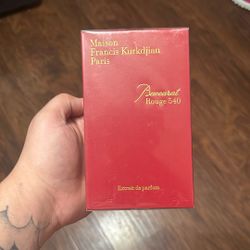 Maison
Francis Kurkdjian
Paris
Baccarat
Rouge 540
Extrait de parfum